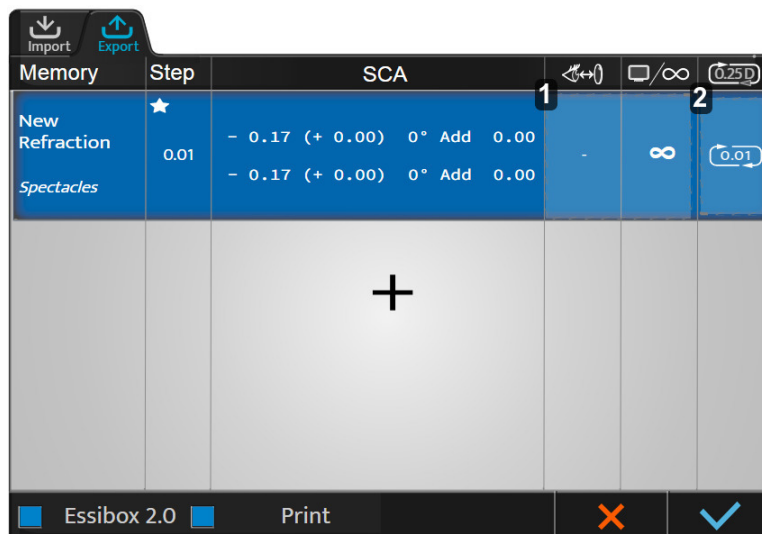 Import Export
Memory Step SCA /∞ 0.25 D
1 2
New
Refraction
Spectacles
0.01
- 0.17 (+ 0.00) 0° Add 0.00
- 0.17 (+ 0.00) 0° Add 0.00
-
∞
0.01
+
Essibox 2.0 Print